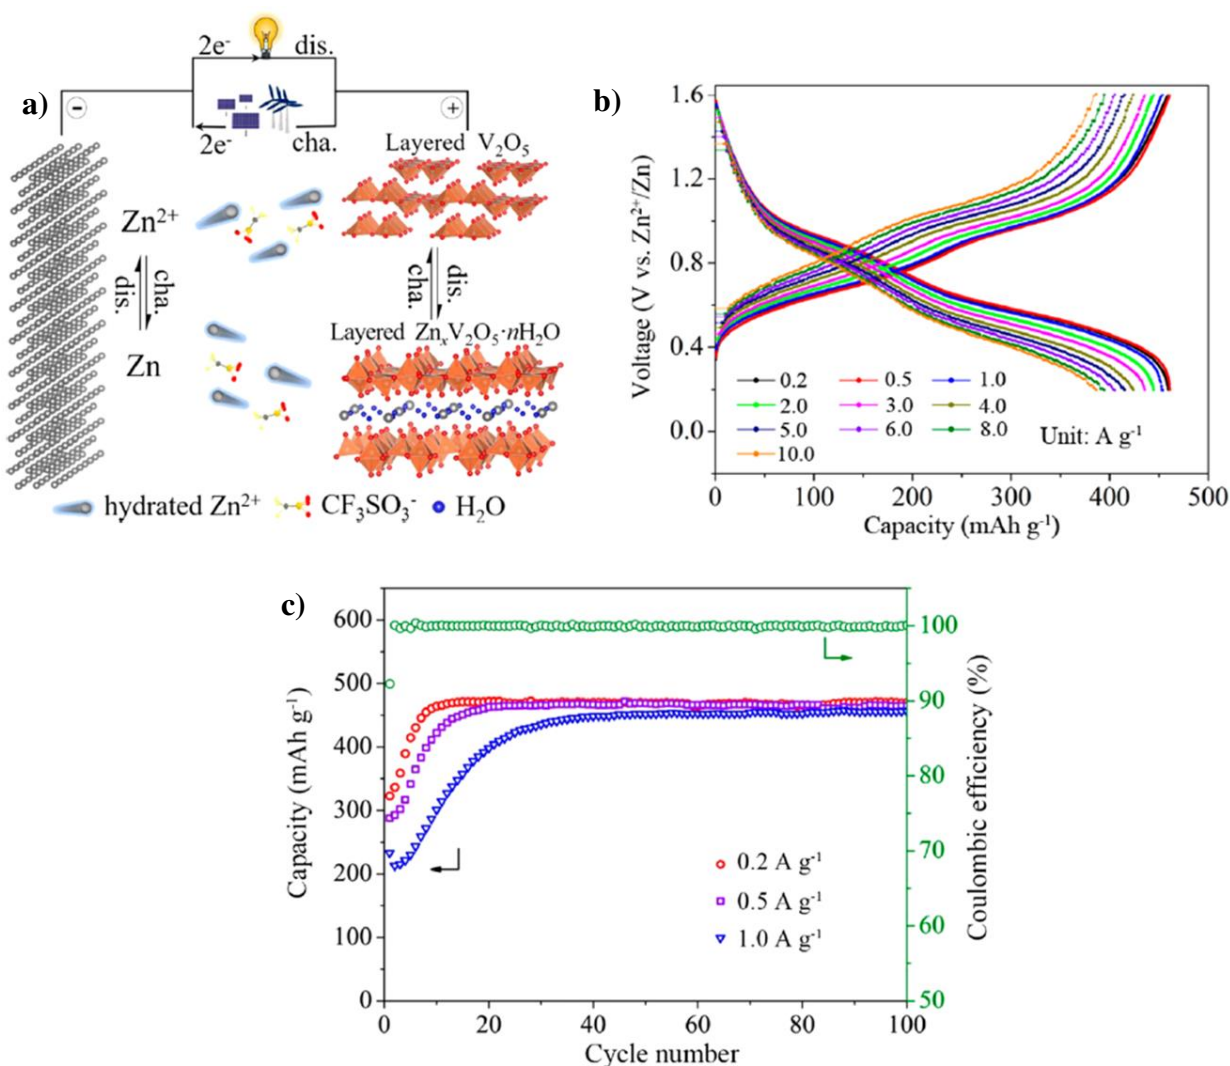 a)
2e⁻
dis.
2e⁻
cha.
Layered V₂O₅
Zn²⁺
dis.
cha.
Zn
cha.
dis.
Layered ZnₓV₂O₅·nH₂O
hydrated Zn²⁺
CF₃SO₃⁻
H₂O
b)
Voltage (V vs. Zn²⁺/Zn)
1.6
1.2
0.8
0.4
0.0
0.2 0.5 1.0
2.0 3.0 4.0
5.0 6.0 8.0
10.0
Unit: A g⁻¹
0 100 200 300 400 500
Capacity (mAh g⁻¹)
c)
Capacity (mAh g⁻¹)
600
500
400
300
200
100
0
0.2 A g⁻¹
0.5 A g⁻¹
1.0 A g⁻¹
0 20 40 60 80 100
Cycle number
100
90
80
70
60
50
Coulombic efficiency (%)